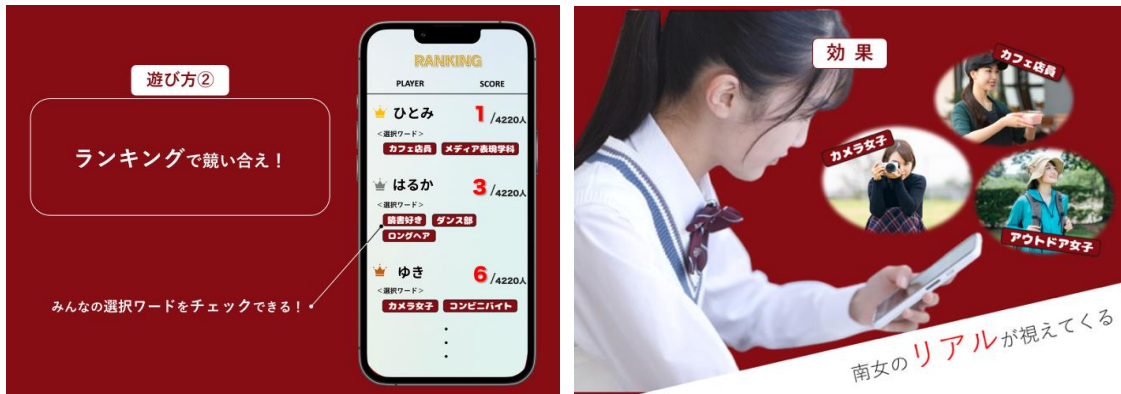 遊び方②
ランキングで競い合え！
みんなの選択ワードをチェックできる！
RANKING
PLAYER SCORE
ひとみ 1/4220人
<選択ワード>
カフェ店員 メディア表現学科
はるか 3/4220人
<選択ワード>
読書好き ダンス部
ロングヘア
ゆき 6/4220人
<選択ワード>
カメラ女子 コンビニバイト
効果
カフェ店員
カメラ女子
アウトドア女子
南女のリアルが視えてくる